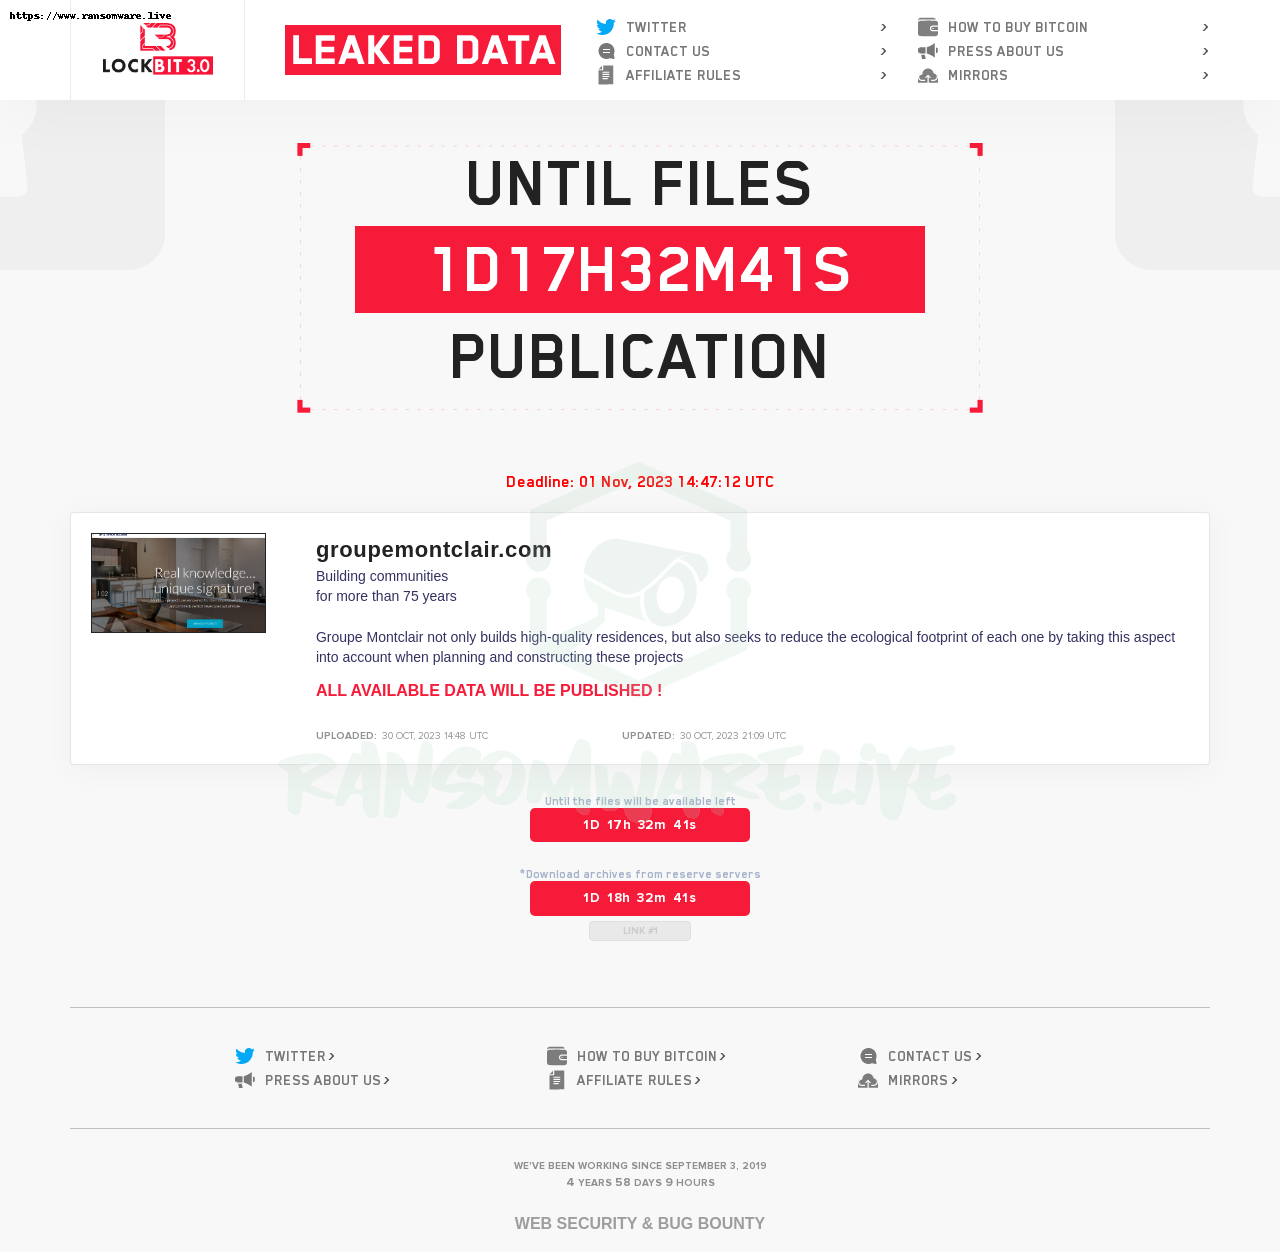 https://www.ransomware.live
LOCKBIT 3.0
LEAKED DATA
TWITTER
CONTACT US
AFFILIATE RULES
HOW TO BUY BITCOIN
PRESS ABOUT US
MIRRORS
UNTIL FILES
1D17H32M41S
PUBLICATION
Deadline: 01 Nov, 2023 14:47:12 UTC
Real knowledge...
unique signature!
groupemontclair.com
Building communities
for more than 75 years
Groupe Montclair not only builds high-quality residences, but also seeks to reduce the ecological footprint of each one by taking this aspect
into account when planning and constructing these projects
ALL AVAILABLE DATA WILL BE PUBLISHED !
UPLOADED: 30 OCT, 2023 14:48 UTC
UPDATED: 30 OCT, 2023 21:09 UTC
RANSOMWARE.LIVE
Until the files will be available left
1D 17h 32m 41s
*Download archives from reserve servers
1D 18h 32m 41s
LINK #1
TWITTER
HOW TO BUY BITCOIN
CONTACT US
PRESS ABOUT US
AFFILIATE RULES
MIRRORS
WE'VE BEEN WORKING SINCE SEPTEMBER 3, 2019
4 YEARS 58 DAYS 9 HOURS
WEB SECURITY & BUG BOUNTY